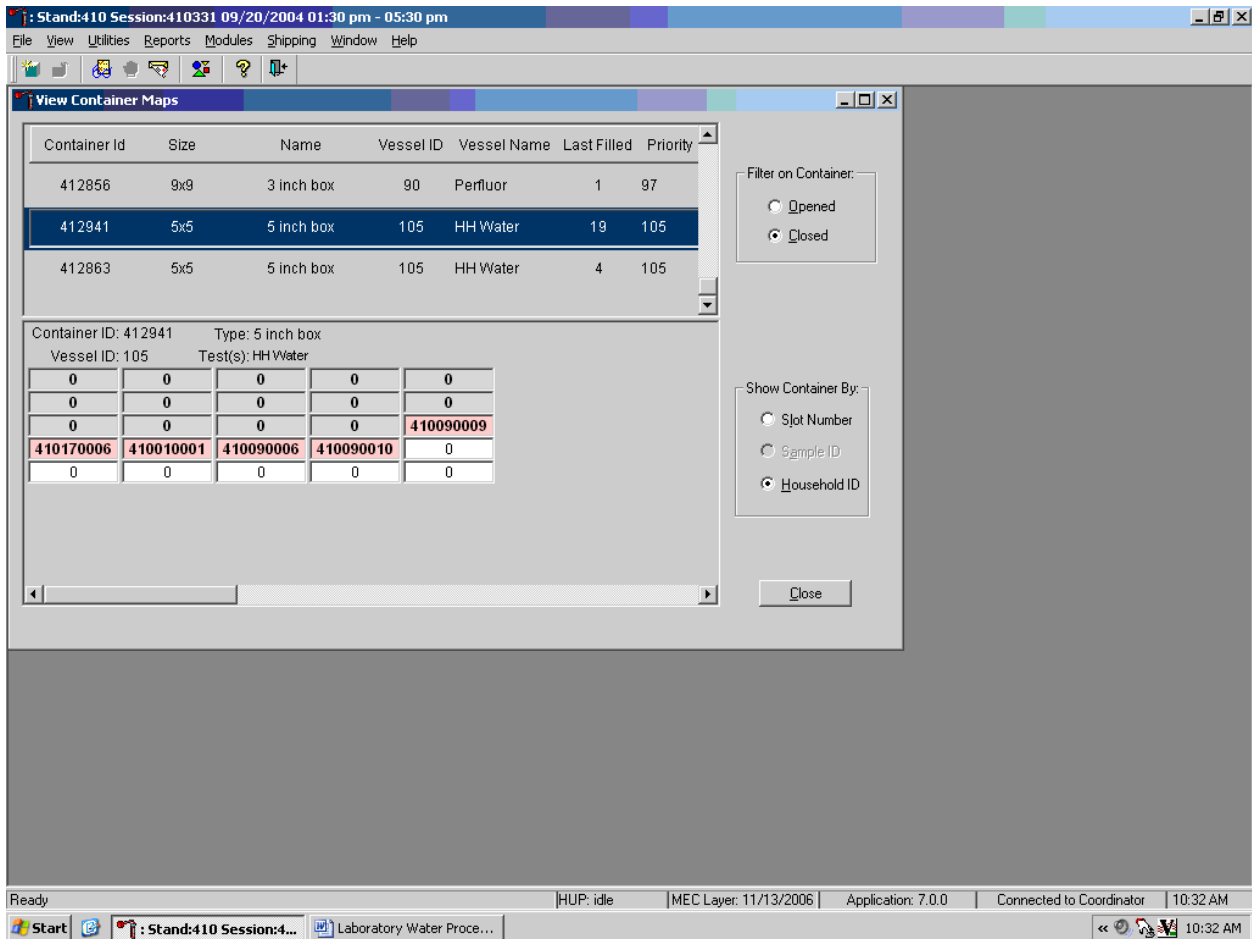 : Stand:410 Session:410331 09/20/2004 01:30 pm - 05:30 pm
File View Utilities Reports Modules Shipping Window Help
View Container Maps
Container Id Size Name Vessel ID Vessel Name Last Filled Priority
412856 9x9 3 inch box 90 Perfluor 1 97
412941 5x5 5 inch box 105 HH Water 19 105
412863 5x5 5 inch box 105 HH Water 4 105
Filter on Container:
Opened
Closed
Container ID: 412941 Type: 5 inch box
Vessel ID: 105 Test(s): HH Water
0 0 0 0 0
0 0 0 0 0
0 0 0 0 410090009
410170006 410010001 410090006 410090010 0
0 0 0 0 0
Show Container By:
Slot Number
Sample ID
Household ID
Close
Ready HUP: idle MEC Layer: 11/13/2006 Application: 7.0.0 Connected to Coordinator 10:32 AM
Start : Stand:410 Session:4... Laboratory Water Proce... « 10:32 AM